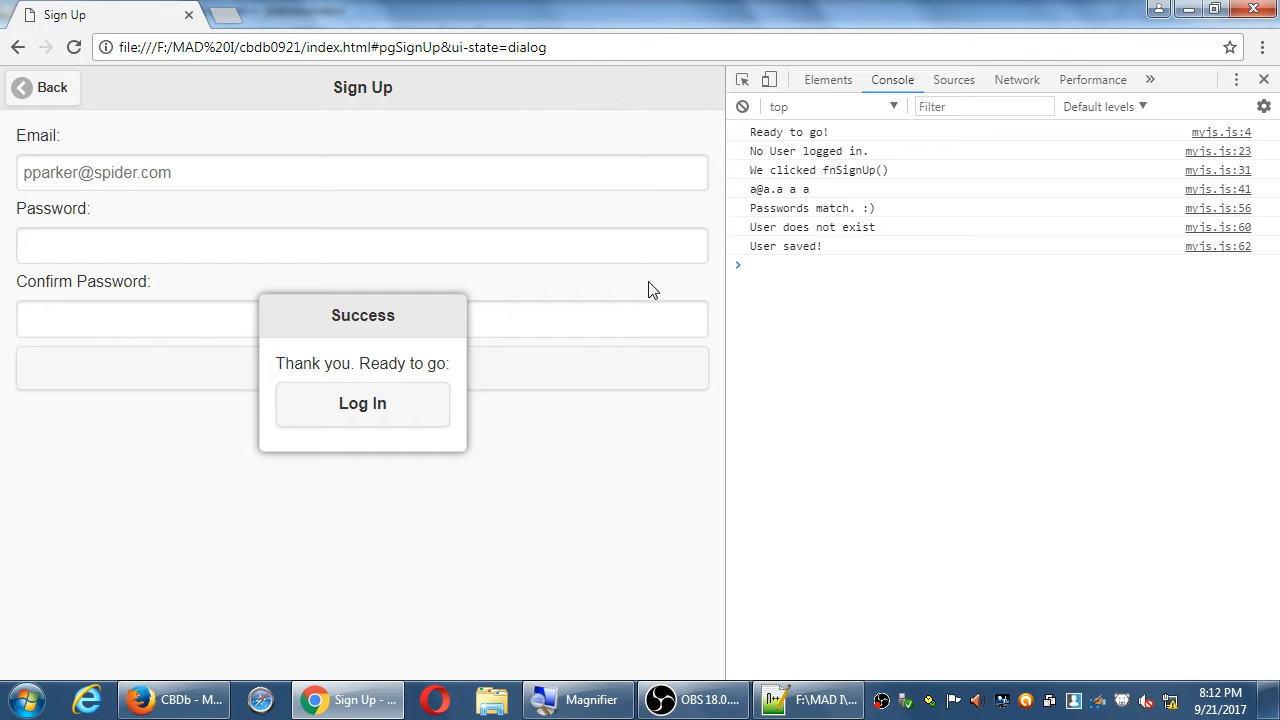 Sign Up
file:///F:/MAD%20I/cbdb0921/index.html#pgSignUp&ui-state=dialog
Back
Sign Up
Email:
pparker@spider.com
Password:
Confirm Password:
Success
Thank you. Ready to go:
Log In
Elements Console Sources Network Performance »
top Filter Default levels
Ready to go! myjs.js:4
No User logged in. myjs.js:23
We clicked fnSignUp() myjs.js:31
a@a.a a a myjs.js:41
Passwords match. :) myjs.js:56
User does not exist myjs.js:60
User saved! myjs.js:62
CBDb - M... Sign Up - ... Magnifier OBS 18.0.... F:\MAD I\...
8:12 PM
9/21/2017